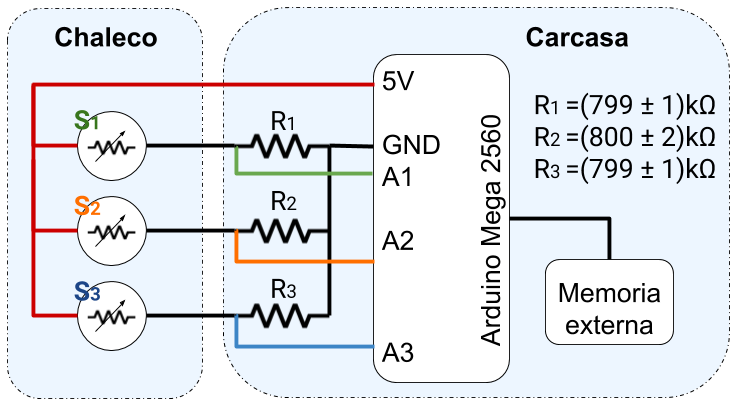 Chaleco
Carcasa
5V
S1
R1
GND
A1
S2
R2
A2
S3
R3
A3
Arduino Mega 2560
R1 =(799 ± 1)kΩ
R2 =(800 ± 2)kΩ
R3 =(799 ± 1)kΩ
Memoria
externa